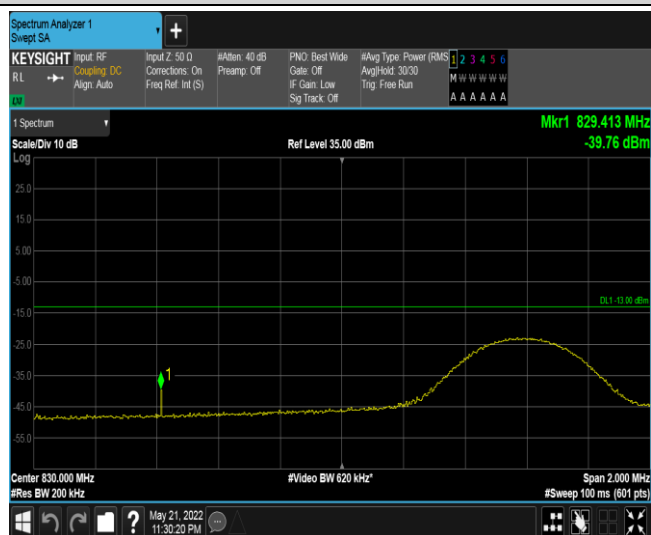 Spectrum Analyzer 1
Swept SA
KEYSIGHT Input: RF Input Z: 50 Ω #Atten: 40 dB PNO: Best Wide #Avg Type: Power (RMS 1 2 3 4 5 6
RL Coupling: DC Corrections: On Preamp: Off Gate: Off Avg|Hold: 30/30 M W W W W W
Align: Auto Freq Ref: Int (S) IF Gain: Low Trig: Free Run
Sig Track: Off A A A A A A
1 Spectrum Mkr1 829.413 MHz
Scale/Div 10 dB Ref Level 35.00 dBm -39.76 dBm
Log
25.0
15.0
5.00
-5.00
DL1 -13.00 dBm
-15.0
-25.0
-35.0
1
-45.0
-55.0
Center 830.000 MHz #Video BW 620 kHz* Span 2.000 MHz
#Res BW 200 kHz #Sweep 100 ms (601 pts)
May 21, 2022
11:30:20 PM